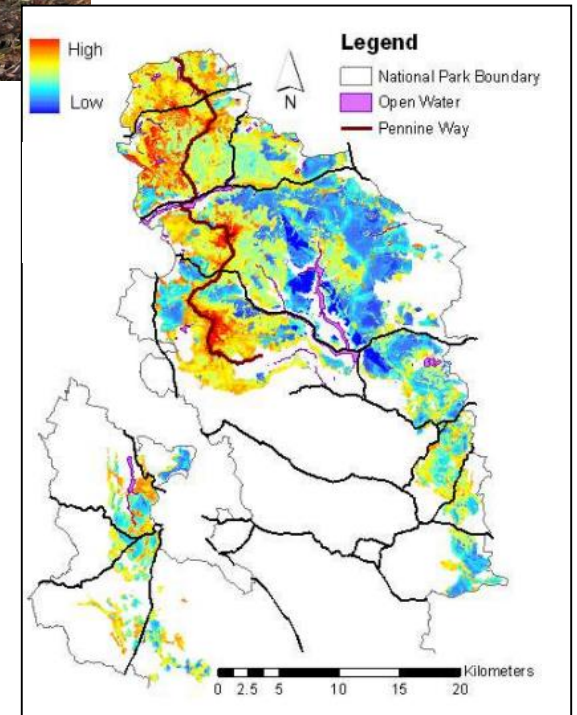 High
Low
N
Legend
National Park Boundary
Open Water
Pennine Way
Kilometers
0 2.5 5 10 15 20